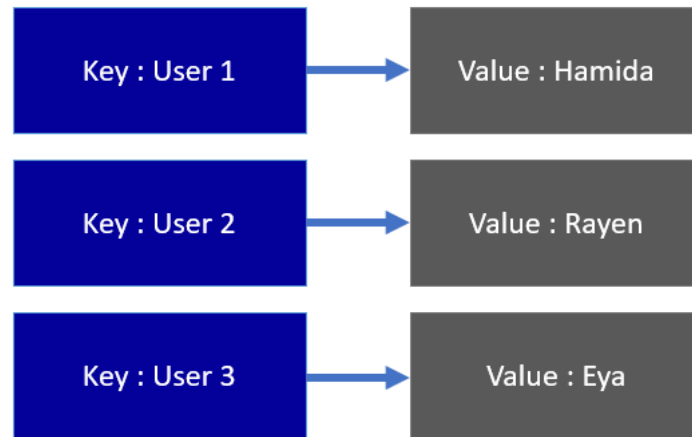 Key : User 1
Value : Hamida
Key : User 2
Value : Rayen
Key : User 3
Value : Eya